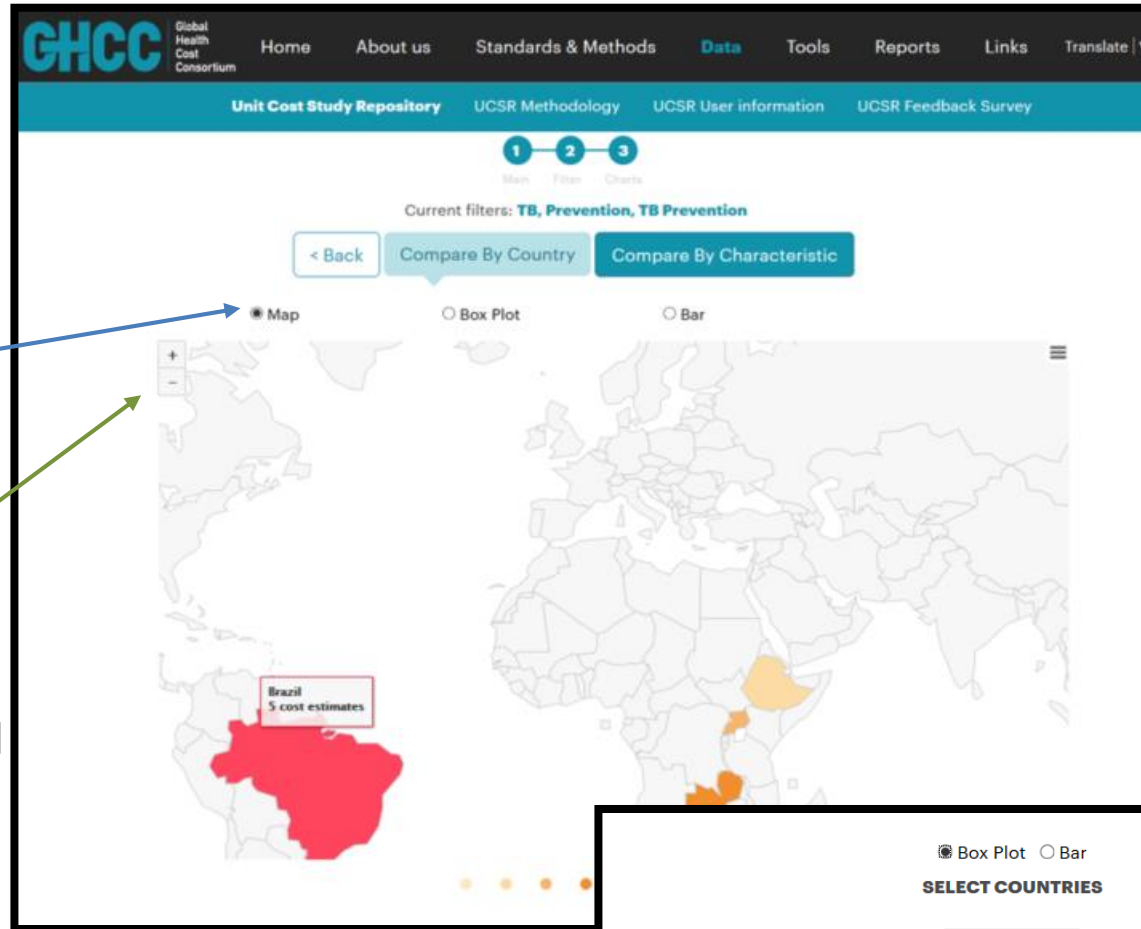 GHCC
Global
Health
Cost
Consortium
Home About us Standards & Methods Data Tools Reports Links Translate
Unit Cost Study Repository UCSR Methodology UCSR User information UCSR Feedback Survey
1 2 3
Main Filter Charts
Current filters: TB, Prevention, TB Prevention
< Back Compare By Country Compare By Characteristic
Map Box Plot Bar
+
−
Brazil
5 cost estimates
Box Plot Bar
SELECT COUNTRIES